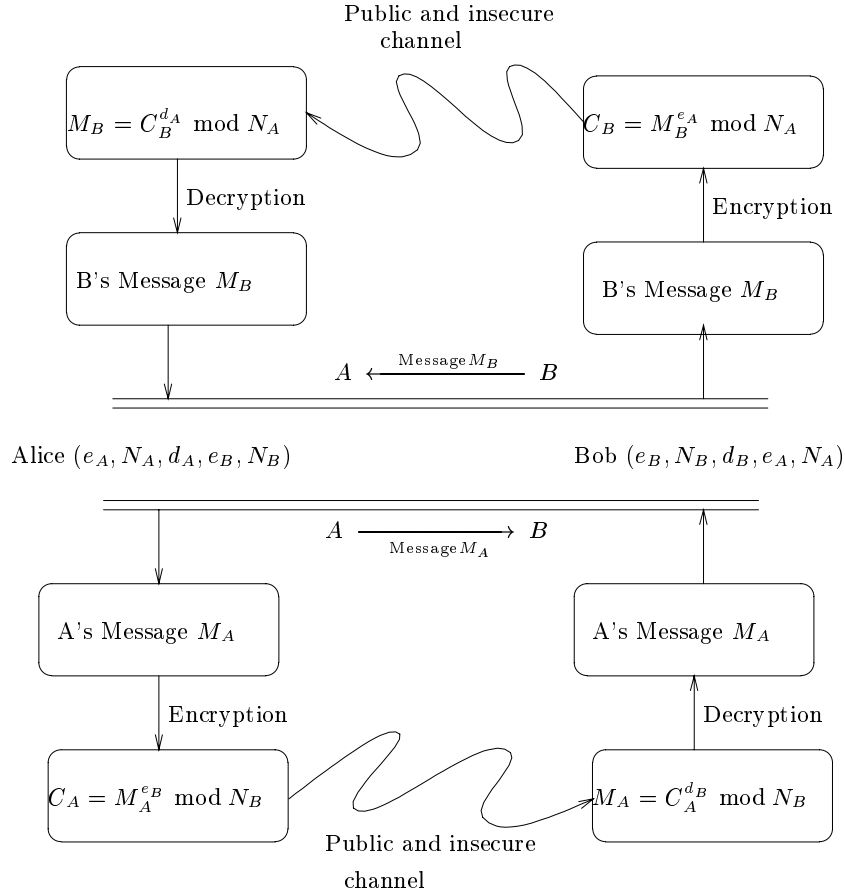 Public and insecure
channel
M_B = C_B^{d_A} mod N_A
C_B = M_B^{e_A} mod N_A
Decryption
Encryption
B's Message M_B
B's Message M_B
Message M_B
A B
Alice (e_A, N_A, d_A, e_B, N_B)
Bob (e_B, N_B, d_B, e_A, N_A)
A B
Message M_A
A's Message M_A
A's Message M_A
Encryption
Decryption
C_A = M_A^{e_B} mod N_B
M_A = C_A^{d_B} mod N_B
Public and insecure
channel